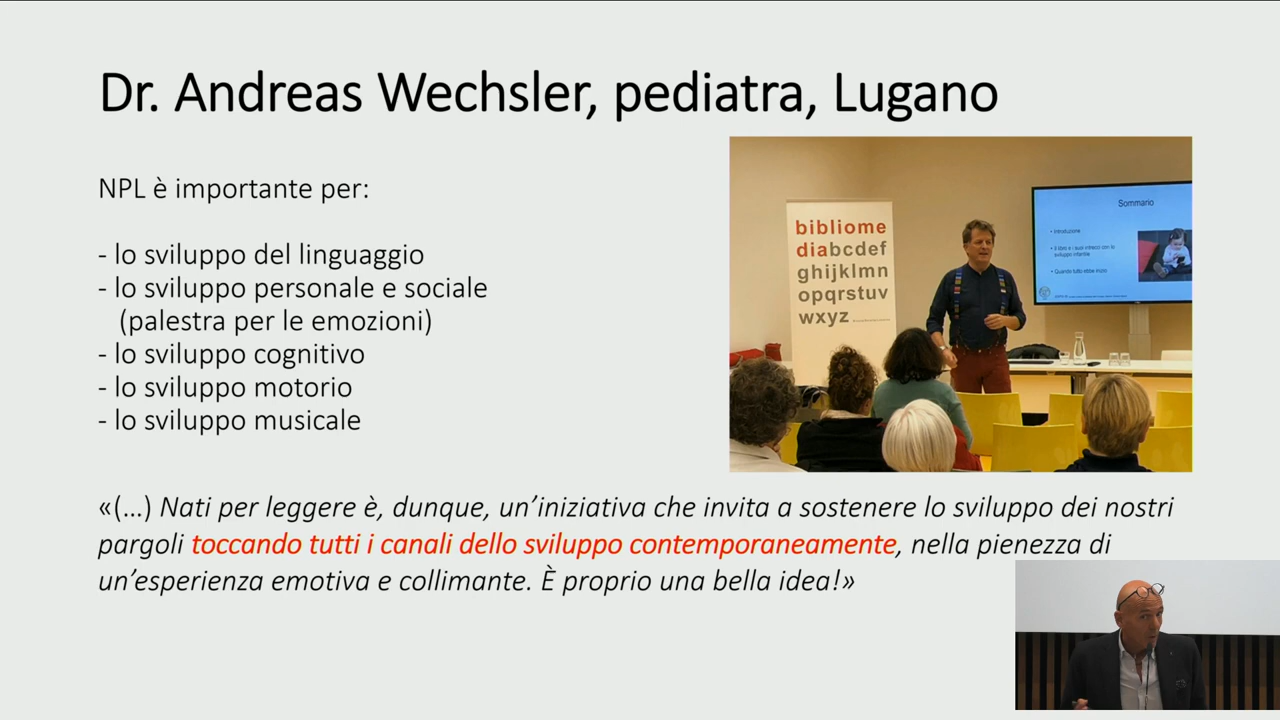 Dr. Andreas Wechsler, pediatra, Lugano
NPL è importante per:
- lo sviluppo del linguaggio
- lo sviluppo personale e sociale
(palestra per le emozioni)
- lo sviluppo cognitivo
- lo sviluppo motorio
- lo sviluppo musicale
bibliome
diabcdef
ghijklmn
opqrstuv
wxyz
Sommario
• Introduzione
• Il libro e i suoi intrecci con lo
sviluppo infantile
• Quando tutto ebbe inizio
«(...) Nati per leggere è, dunque, un’iniziativa che invita a sostenere lo sviluppo dei nostri
pargoli toccando tutti i canali dello sviluppo contemporaneamente, nella pienezza di
un’esperienza emotiva e collimante. È proprio una bella idea!»